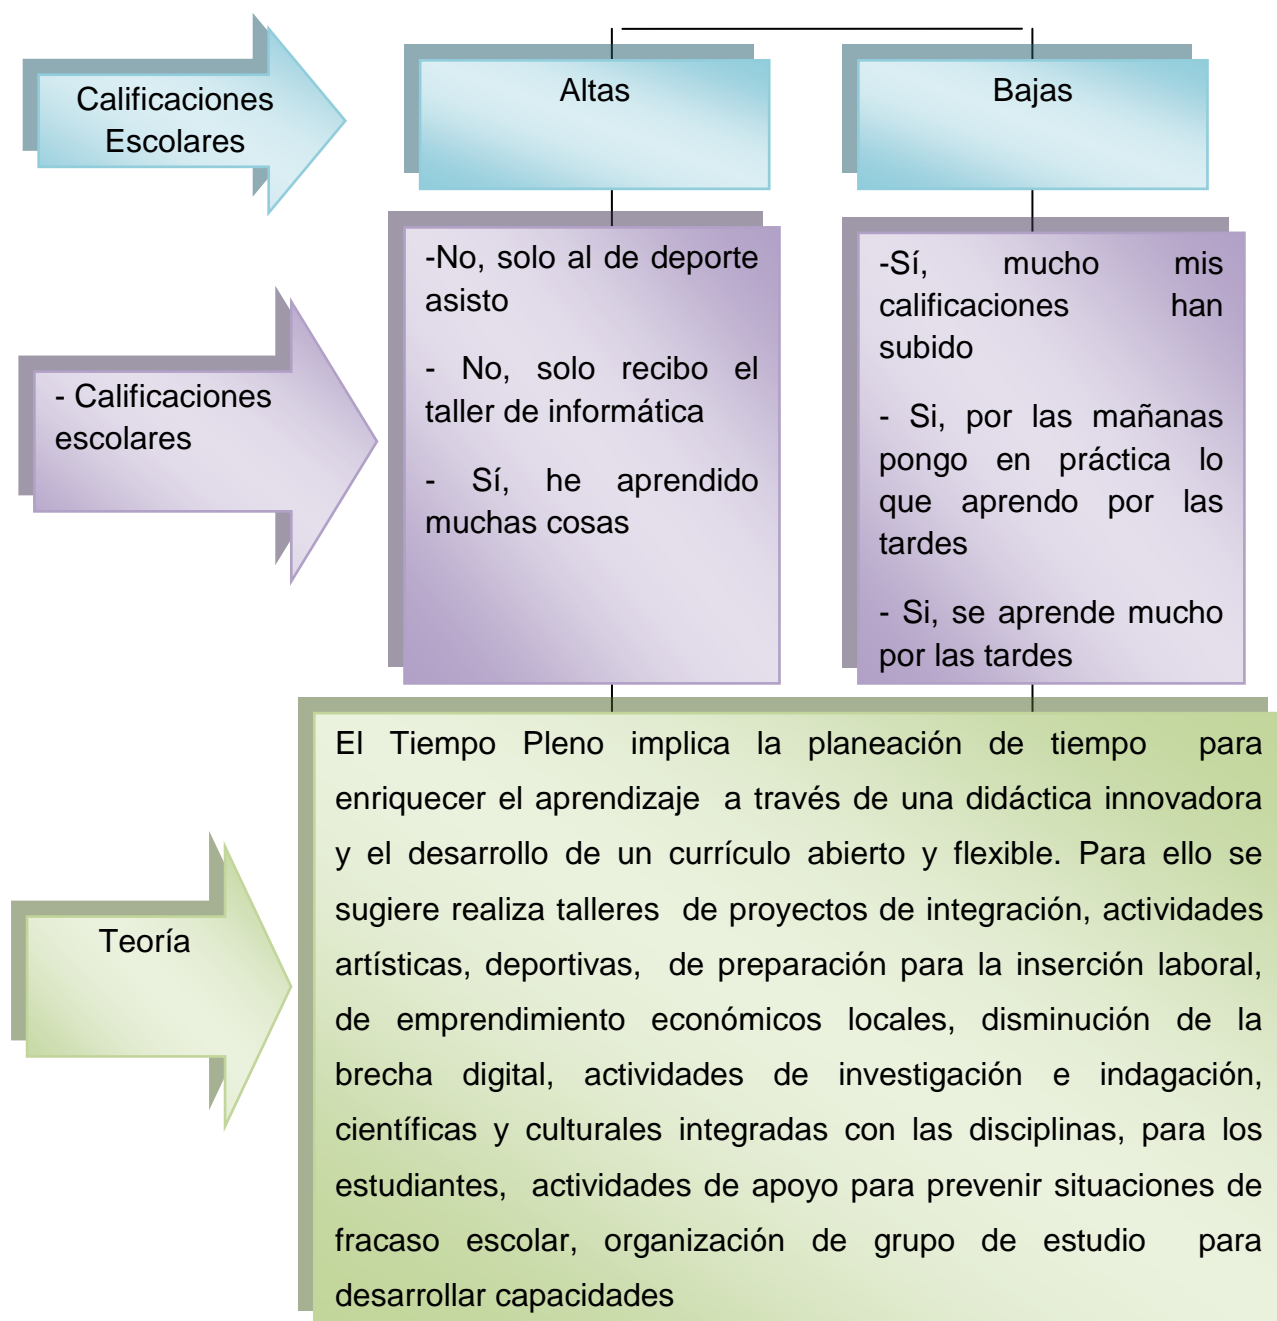 Calificaciones
Escolares
Altas
Bajas
- Calificaciones
escolares
-No, solo al de deporte
asisto
- No, solo recibo el
taller de informática
- Sí, he aprendido
muchas cosas
-Sí, mucho mis
calificaciones han
subido
- Si, por las mañanas
pongo en práctica lo
que aprendo por las
tardes
- Si, se aprende mucho
por las tardes
Teoría
El Tiempo Pleno implica la planeación de tiempo para
enriquecer el aprendizaje a través de una didáctica innovadora
y el desarrollo de un currículo abierto y flexible. Para ello se
sugiere realiza talleres de proyectos de integración, actividades
artísticas, deportivas, de preparación para la inserción laboral,
de emprendimiento económicos locales, disminución de la
brecha digital, actividades de investigación e indagación,
científicas y culturales integradas con las disciplinas, para los
estudiantes, actividades de apoyo para prevenir situaciones de
fracaso escolar, organización de grupo de estudio para
desarrollar capacidades